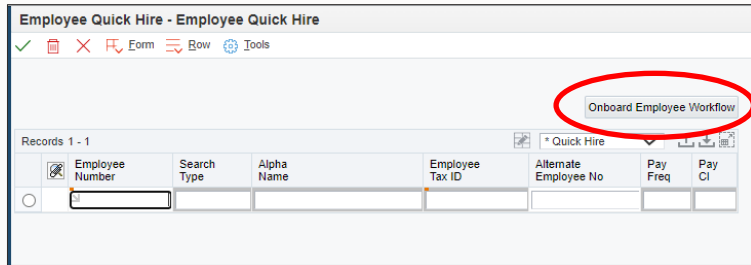 Employee Quick Hire - Employee Quick Hire
Form Row Tools
Onboard Employee Workflow
Records 1 - 1
* Quick Hire
Employee Number
Search Type
Alpha Name
Employee Tax ID
Alternate Employee No
Pay Freq
Pay Cl